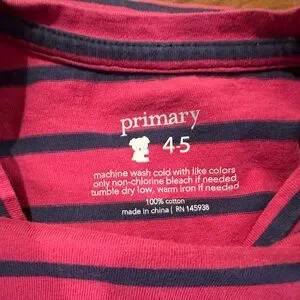 primary
4-5
machine wash cold with like colors
only non-chlorine bleach if needed
tumble dry low, warm iron if needed
100% cotton
made in china | RN 145938